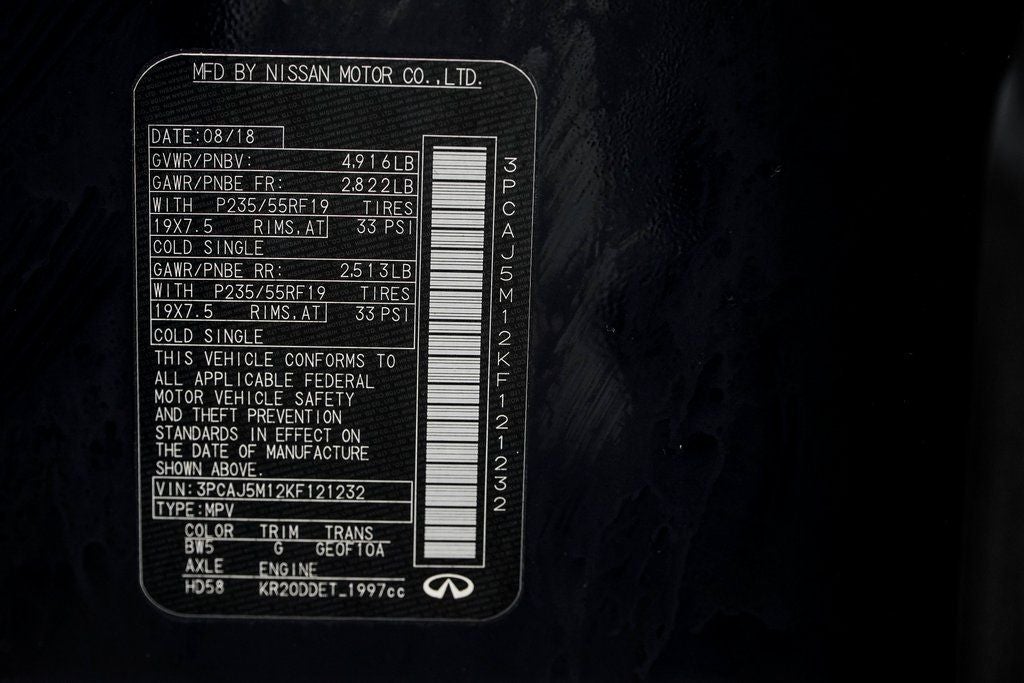 MFD BY NISSAN MOTOR CO.,LTD.
DATE:08/18
GVWR/PNBV: 4,916LB
GAWR/PNBE FR: 2,822LB
WITH P235/55RF19 TIRES
19X7.5 RIMS,AT 33 PSI
COLD SINGLE
GAWR/PNBE RR: 2,513LB
WITH P235/55RF19 TIRES
19X7.5 RIMS,AT 33 PSI
COLD SINGLE
THIS VEHICLE CONFORMS TO
ALL APPLICABLE FEDERAL
MOTOR VEHICLE SAFETY
AND THEFT PREVENTION
STANDARDS IN EFFECT ON
THE DATE OF MANUFACTURE
SHOWN ABOVE.
VIN:3PCAJ5M12KF121232
TYPE:MPV
COLOR TRIM TRANS
BW5 G GE0F10A
AXLE ENGINE
HD58 KR20DDET_1997cc
3PCAJ5M12KF121232